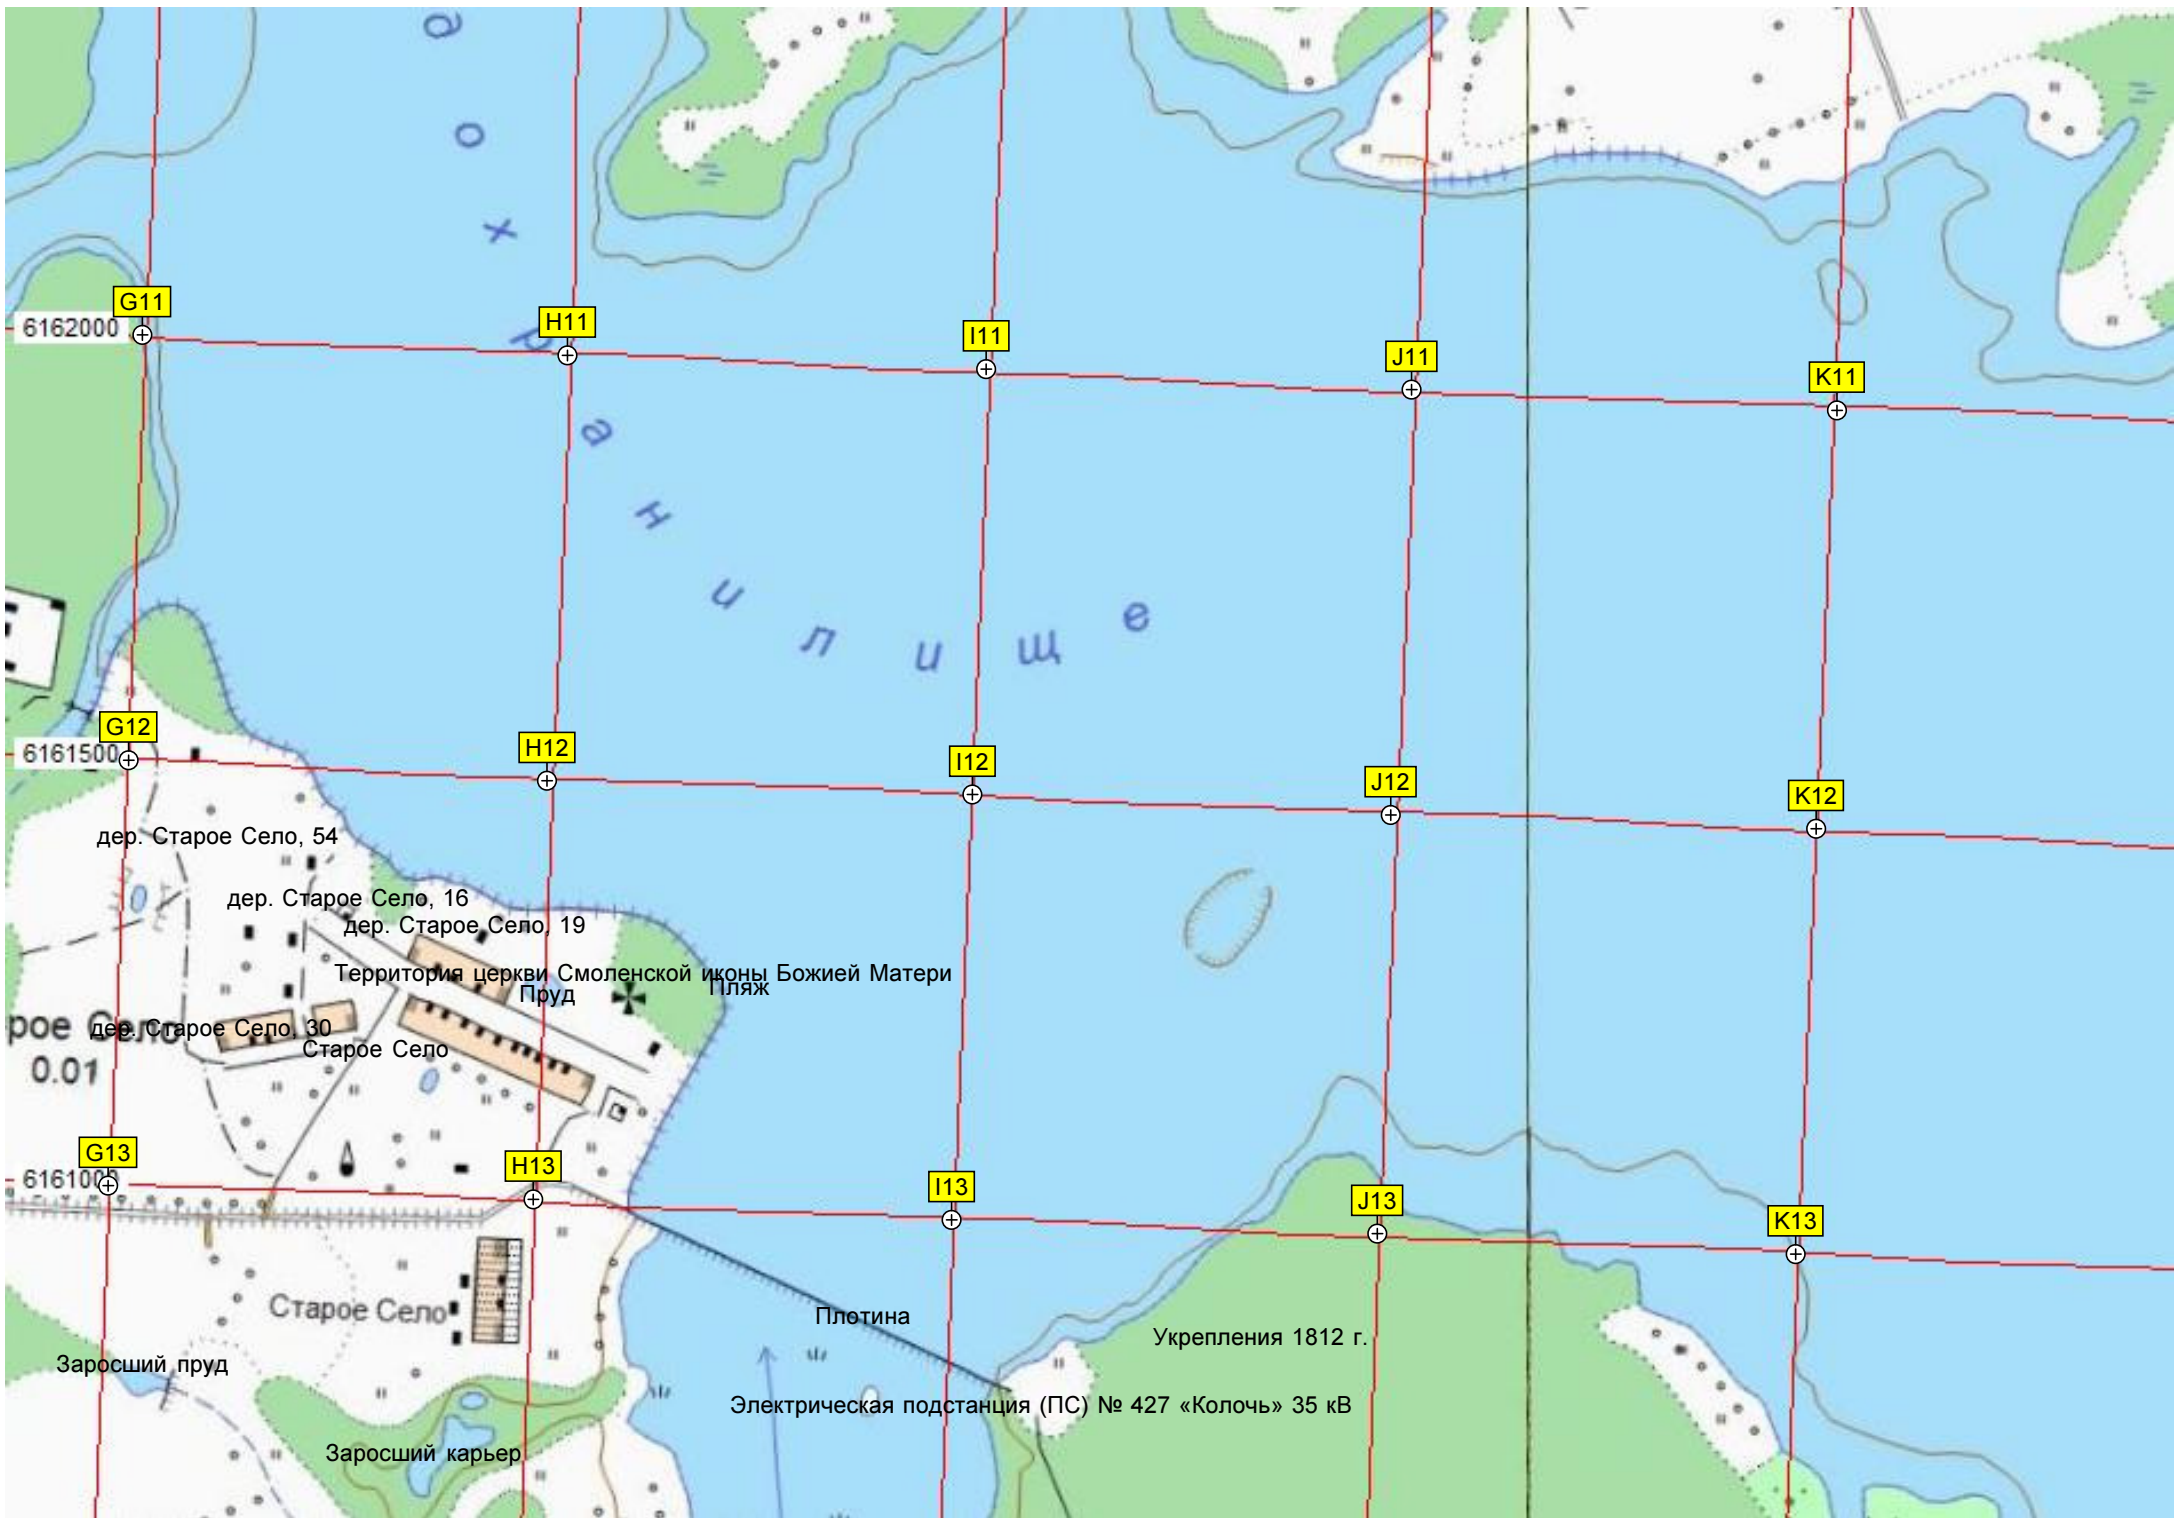 о
х
G11
H11
I11
J11
K11
6162000
р
а
н
и
л
и
щ
е
G12
H12
I12
J12
K12
6161500
дер. Старое Село, 54
дер. Старое Село, 16
дер. Старое Село, 19
Территория церкви Смоленской иконы Божией Матери
Пруд
Пляж
рое Село
дер. Старое Село, 30
Старое Село
0.01
G13
H13
I13
J13
K13
6161000
Старое Село
Плотина
Укрепления 1812 г.
Заросший пруд
Электрическая подстанция (ПС) № 427 «Колочь» 35 кВ
Заросший карьер